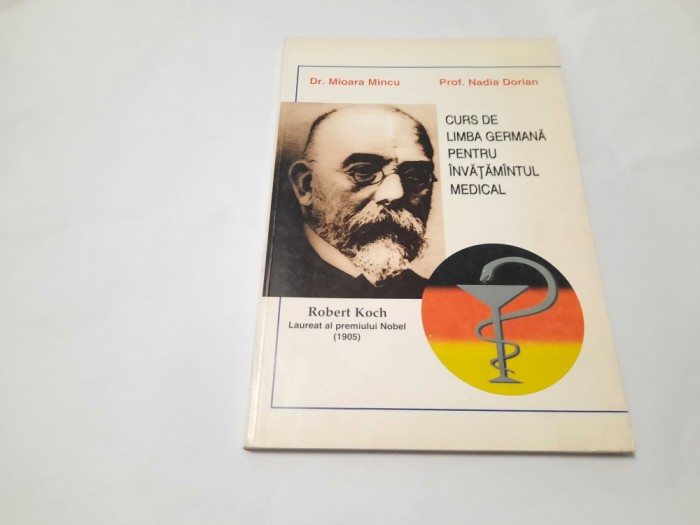 Dr. Mioara Mincu
Prof. Nadia Dorian
CURS DE
LIMBA GERMANĂ
PENTRU
ÎNVĂŢĂMÎNTUL
MEDICAL
Robert Koch
Laureat al premiului Nobel
(1905)